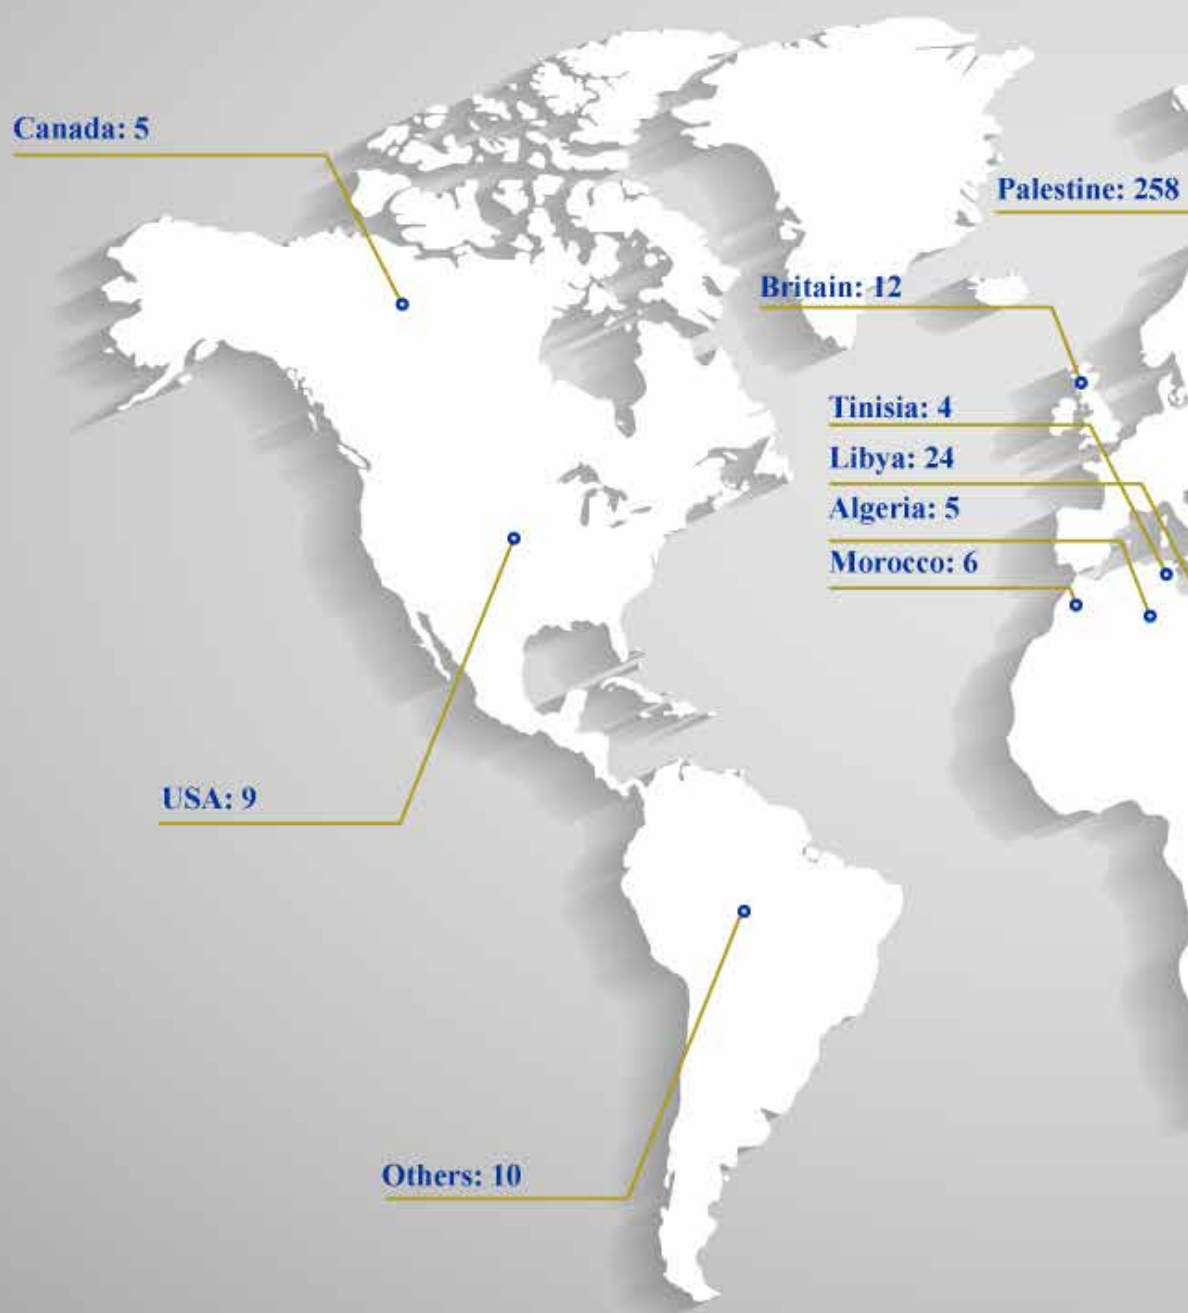 Canada: 5
Palestine: 258
Britain: 12
Tinisia: 4
Libya: 24
Algeria: 5
Morocco: 6
USA: 9
Others: 10